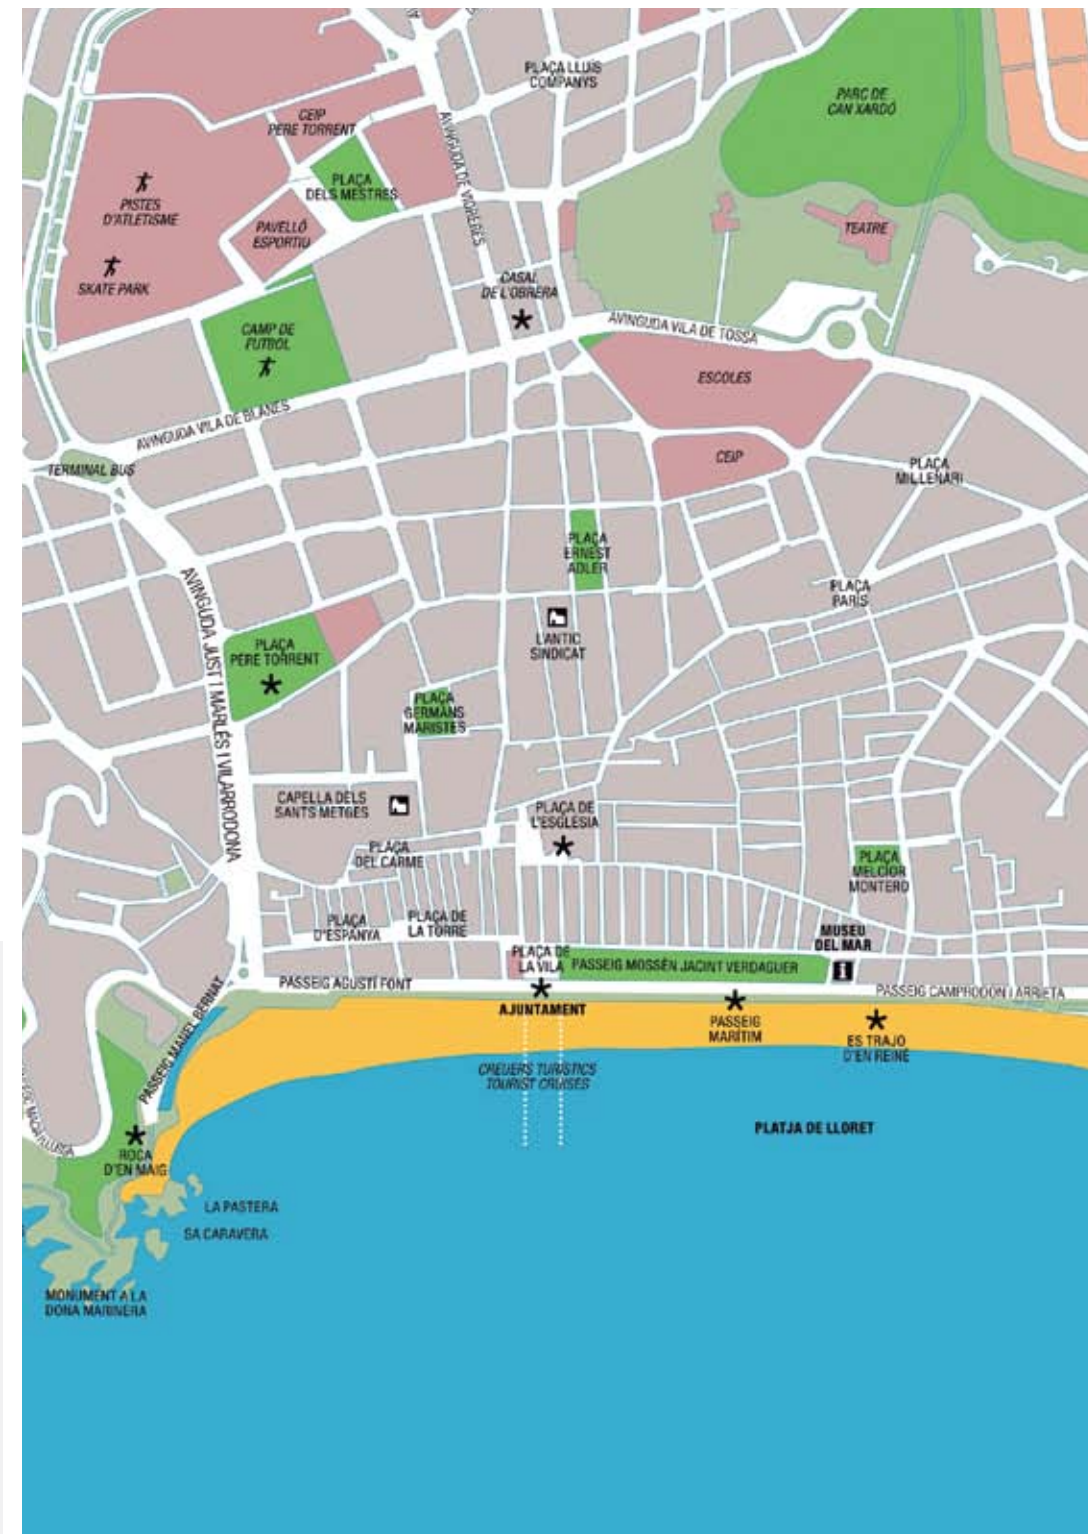 PLAÇA LLUÍS
COMPANYS
PARC DE
CAN XARDÓ
CEIP
PERE TORRENT
AVINGUDA DE VIDRERES
PLAÇA
DELS MESTRES
PISTES
D'ATLETISME
PAVELLÓ
ESPORTIU
TEATRE
SKATE PARK
CASAL
DE L'OBRERA
CAMP DE
FUTBOL
AVINGUDA VILA DE TOSSA
ESCOLES
AVINGUDA VILA DE BLANES
CEIP
TERMINAL BUS
PLAÇA
MIL·LENARI
PLAÇA
ERNEST
ADLER
AVINGUDA JUST MARLÉS I VILARRODONA
PLAÇA
PARÍS
L'ANTIC
SINDICAT
PLAÇA
PERE TORRENT
PLAÇA
GERMANS
MARISTES
CAPELLA DELS
SANTS METGES
PLAÇA DE
L'ESGLÉSIA
PLAÇA
DEL CARME
PLAÇA
MELCIOR
MONTERO
PLAÇA
D'ESPANYA
PLAÇA DE
LA TORRE
MUSEU
DEL MAR
PLAÇA DE
LA VILA
PASSEIG MOSSÈN JACINT VERDAGUER
PASSEIG AGUSTÍ FONT
PASSEIG CAMPRODON I ARRIETA
PASSEIG MANEL BERNAT
AJUNTAMENT
PASSEIG
MARÍTIM
ES TRAJO
D'EN REINÉ
CREUERS TURÍSTICS
TOURIST CRUISES
PLATJA DE LLORET
ROCA
D'EN MAIG
LA PASTERA
SA CARAVERA
MONUMENT A LA
DONA MARINERA